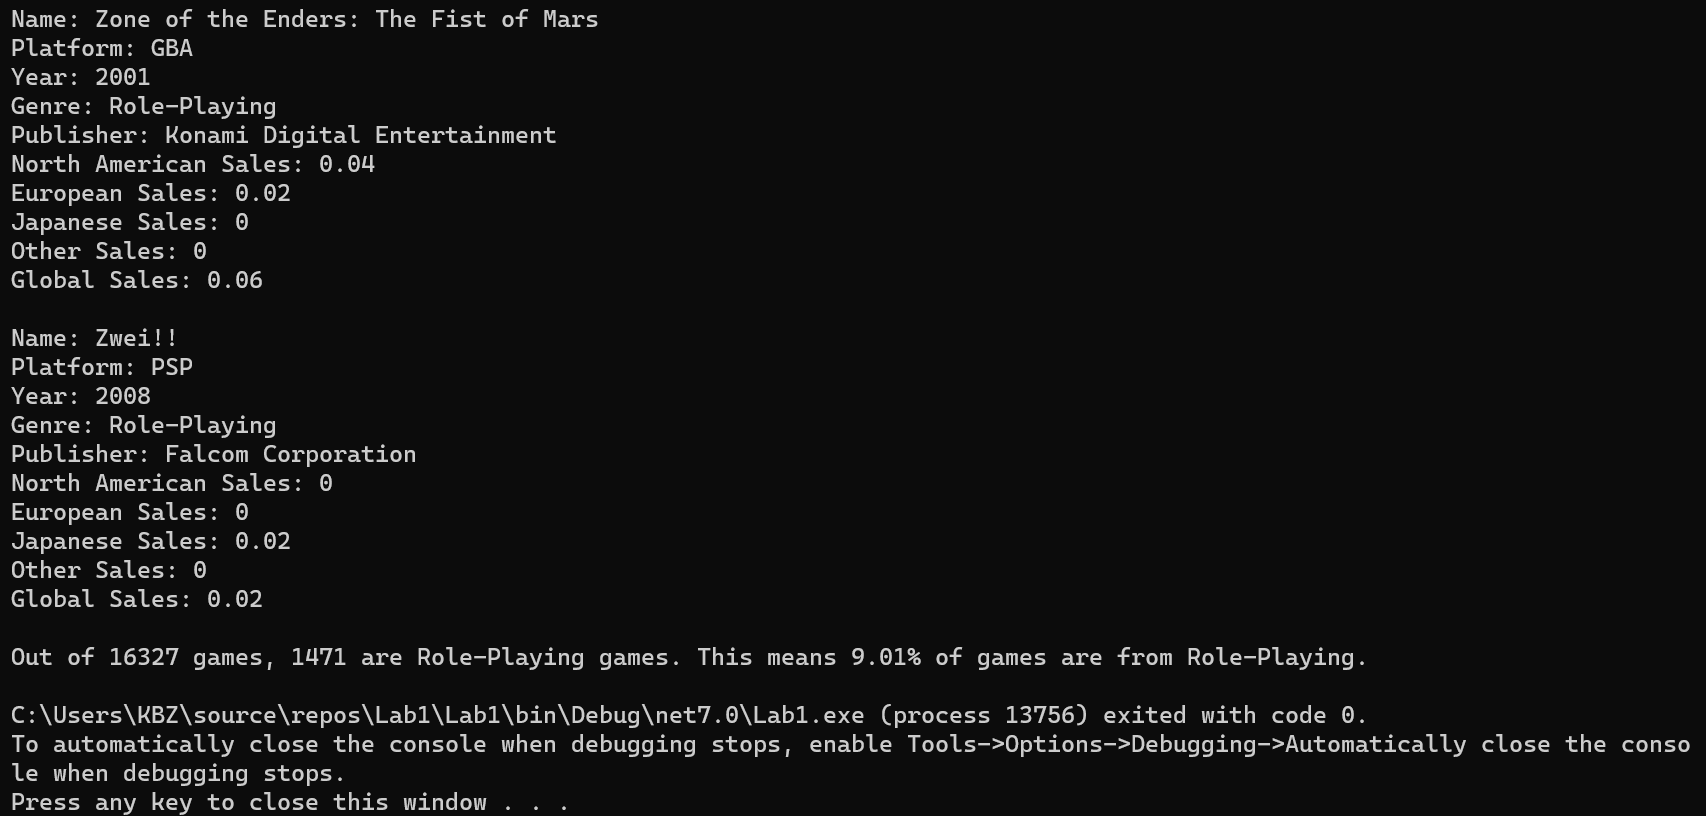 Name: Zone of the Enders: The Fist of Mars
Platform: GBA
Year: 2001
Genre: Role-Playing
Publisher: Konami Digital Entertainment
North American Sales: 0.04
European Sales: 0.02
Japanese Sales: 0
Other Sales: 0
Global Sales: 0.06

Name: Zwei!!
Platform: PSP
Year: 2008
Genre: Role-Playing
Publisher: Falcom Corporation
North American Sales: 0
European Sales: 0
Japanese Sales: 0.02
Other Sales: 0
Global Sales: 0.02

Out of 16327 games, 1471 are Role-Playing games. This means 9.01% of games are from Role-Playing.

C:\Users\KBZ\source\repos\Lab1\Lab1\bin\Debug\net7.0\Lab1.exe (process 13756) exited with code 0.
To automatically close the console when debugging stops, enable Tools->Options->Debugging->Automatically close the conso
le when debugging stops.
Press any key to close this window . . .